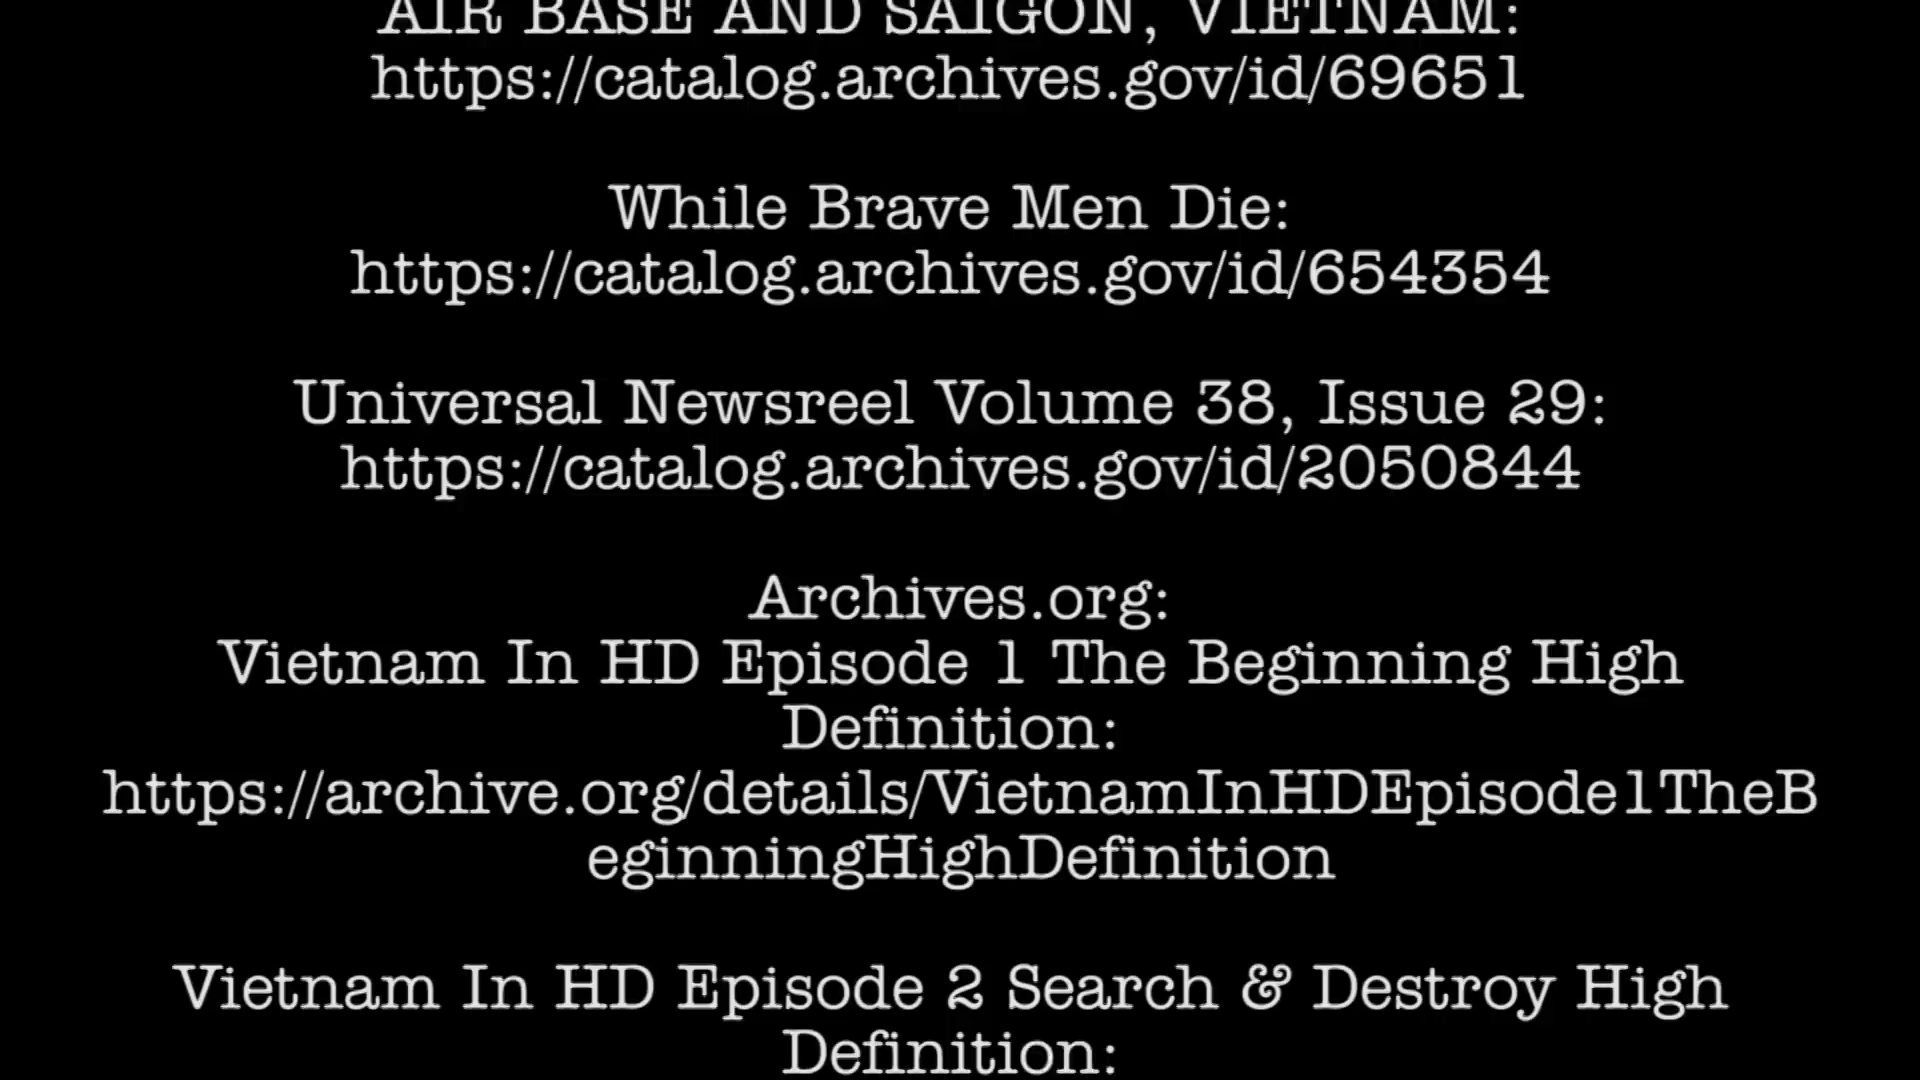 AIR BASE AND SAIGON, VIETNAM:
https://catalog.archives.gov/id/69651
While Brave Men Die:
https://catalog.archives.gov/id/654354
Universal Newsreel Volume 38, Issue 29:
https://catalog.archives.gov/id/2050844
Archives.org:
Vietnam In HD Episode 1 The Beginning High
Definition:
https://archive.org/details/VietnamInHDEpisode1TheB
eginningHighDefinition
Vietnam In HD Episode 2 Search & Destroy High
Definition: